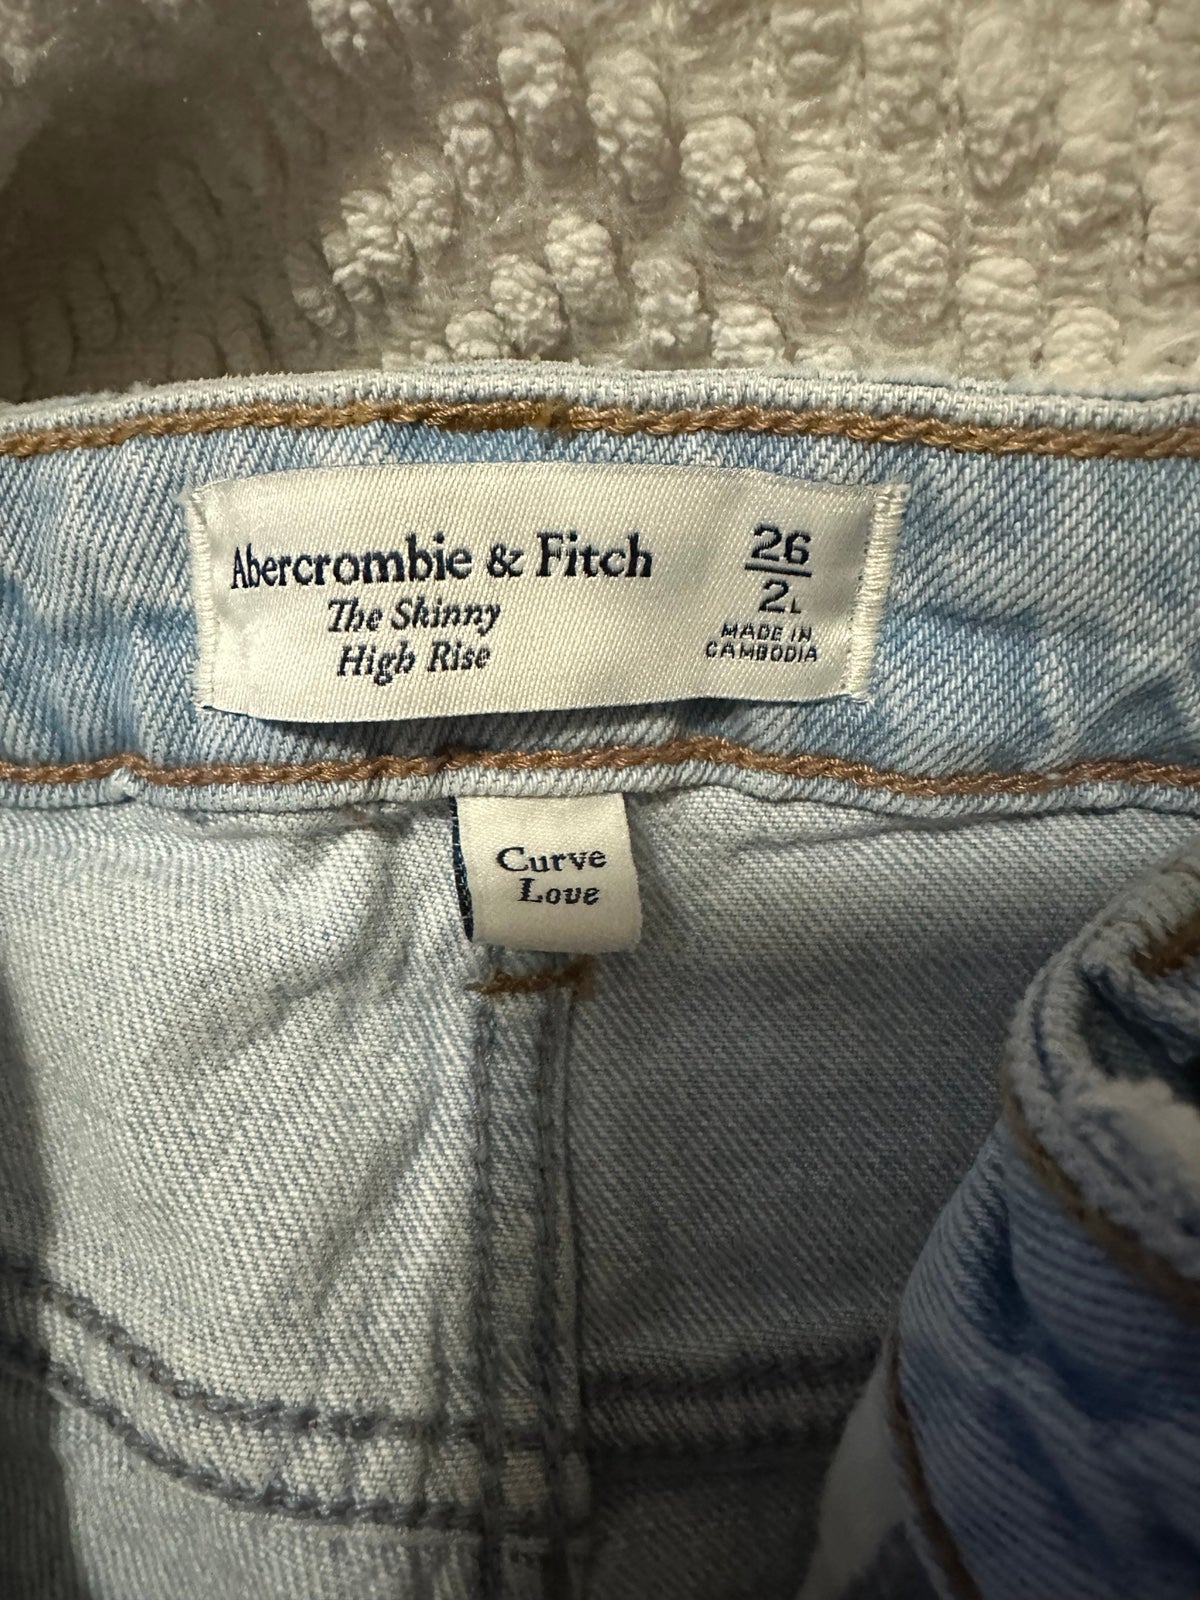 Abercrombie & Fitch
The Skinny
High Rise
26
2L
MADE IN
CAMBODIA
Curve
Love